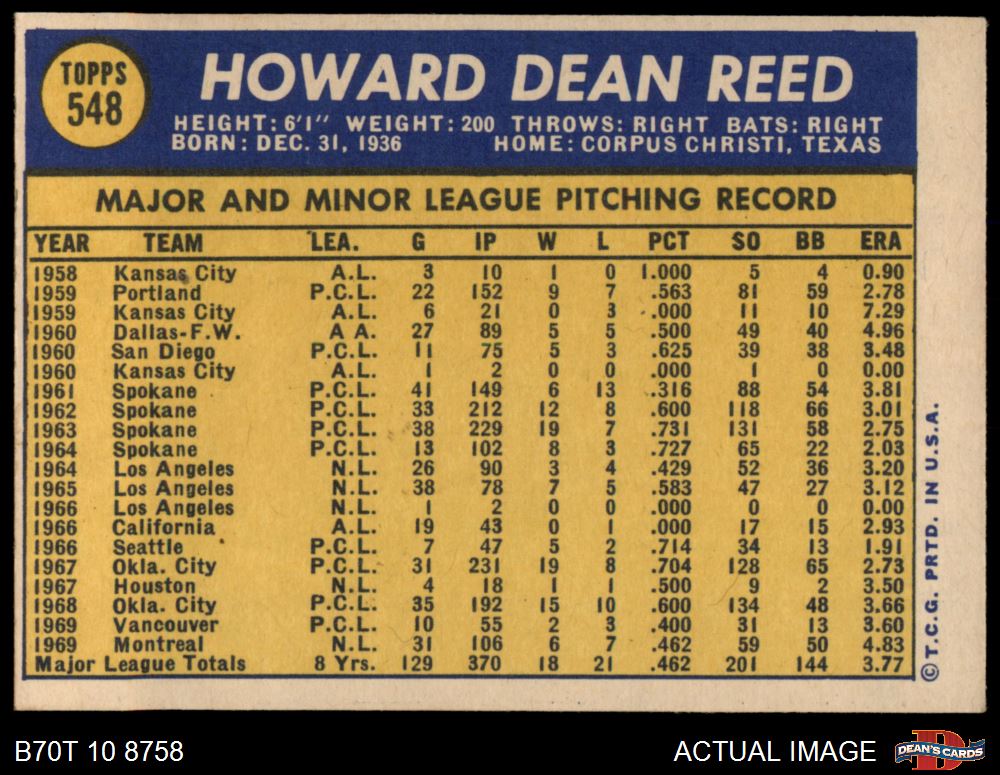 TOPPS
548
HOWARD DEAN REED
HEIGHT: 6'1" WEIGHT: 200 THROWS: RIGHT BATS: RIGHT
BORN: DEC. 31, 1936 HOME: CORPUS CHRISTI, TEXAS
MAJOR AND MINOR LEAGUE PITCHING RECORD
YEAR TEAM LEA. G IP W L PCT SO BB ERA
1958 Kansas City A.L. 3 10 1 0 1.000 5 4 0.90
1959 Portland P.C.L. 22 152 9 7 .563 81 59 2.78
1959 Kansas City A.L. 6 21 0 3 .000 11 10 7.29
1960 Dallas-F.W. A A. 27 89 5 5 .500 49 40 4.96
1960 San Diego P.C.L. 11 75 5 3 .625 39 38 3.48
1960 Kansas City A.L. 1 2 0 0 .000 1 0 0.00
1961 Spokane P.C.L. 41 149 6 13 .316 88 54 3.81
1962 Spokane P.C.L. 33 212 12 8 .600 118 66 3.01
1963 Spokane P.C.L. 38 229 19 7 .731 131 58 2.75
1964 Spokane P.C.L. 13 102 8 3 .727 65 22 2.03
1964 Los Angeles N.L. 26 90 3 4 .429 52 36 3.20
1965 Los Angeles N.L. 38 78 7 5 .583 47 27 3.12
1966 Los Angeles N.L. 1 2 0 0 .000 0 0 0.00
1966 California A.L. 19 43 0 1 .000 17 15 2.93
1966 Seattle P.C.L. 7 47 5 2 .714 34 13 1.91
1967 Okla. City P.C.L. 31 231 19 8 .704 128 65 2.73
1967 Houston N.L. 4 18 1 1 .500 9 2 3.50
1968 Okla. City P.C.L. 35 192 15 10 .600 134 48 3.66
1969 Vancouver P.C.L. 10 55 2 3 .400 31 13 3.60
1969 Montreal N.L. 31 106 6 7 .462 59 50 4.83
Major League Totals 8 Yrs. 129 370 18 21 .462 201 144 3.77
© T.C.G. PRTD. IN U.S.A.
B70T 10 8758 ACTUAL IMAGE
DEAN'S CARDS